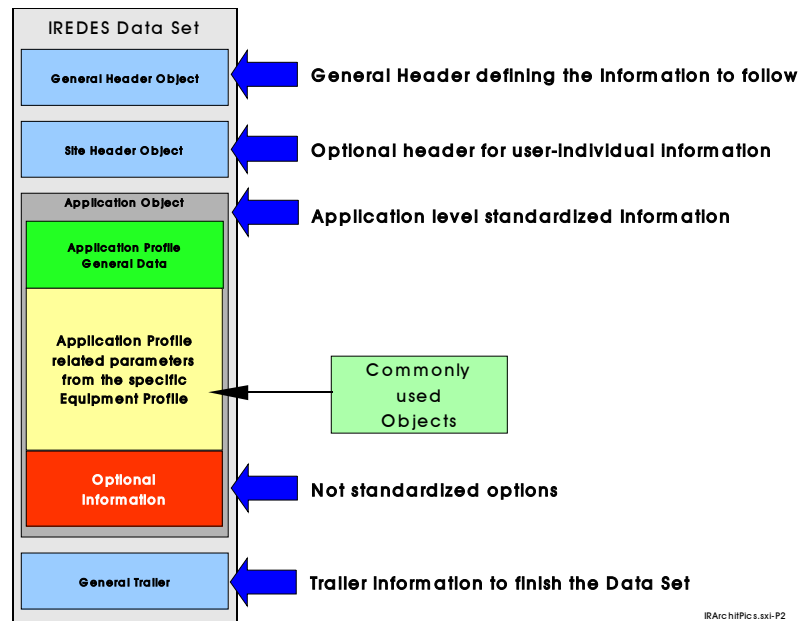 IREDES Data Set
General Header Object
General Header defining the Information to follow
Site Header Object
Optional header for user-individual information
Application Object
Application level standardized information
Application Profile
General Data
Application Profile
related parameters
from the specific
Equipment Profile
Commonly
used
Objects
Optional
Information
Not standardized options
General Trailer
Trailer information to finish the Data Set
IRArchitPics.sxi-P2